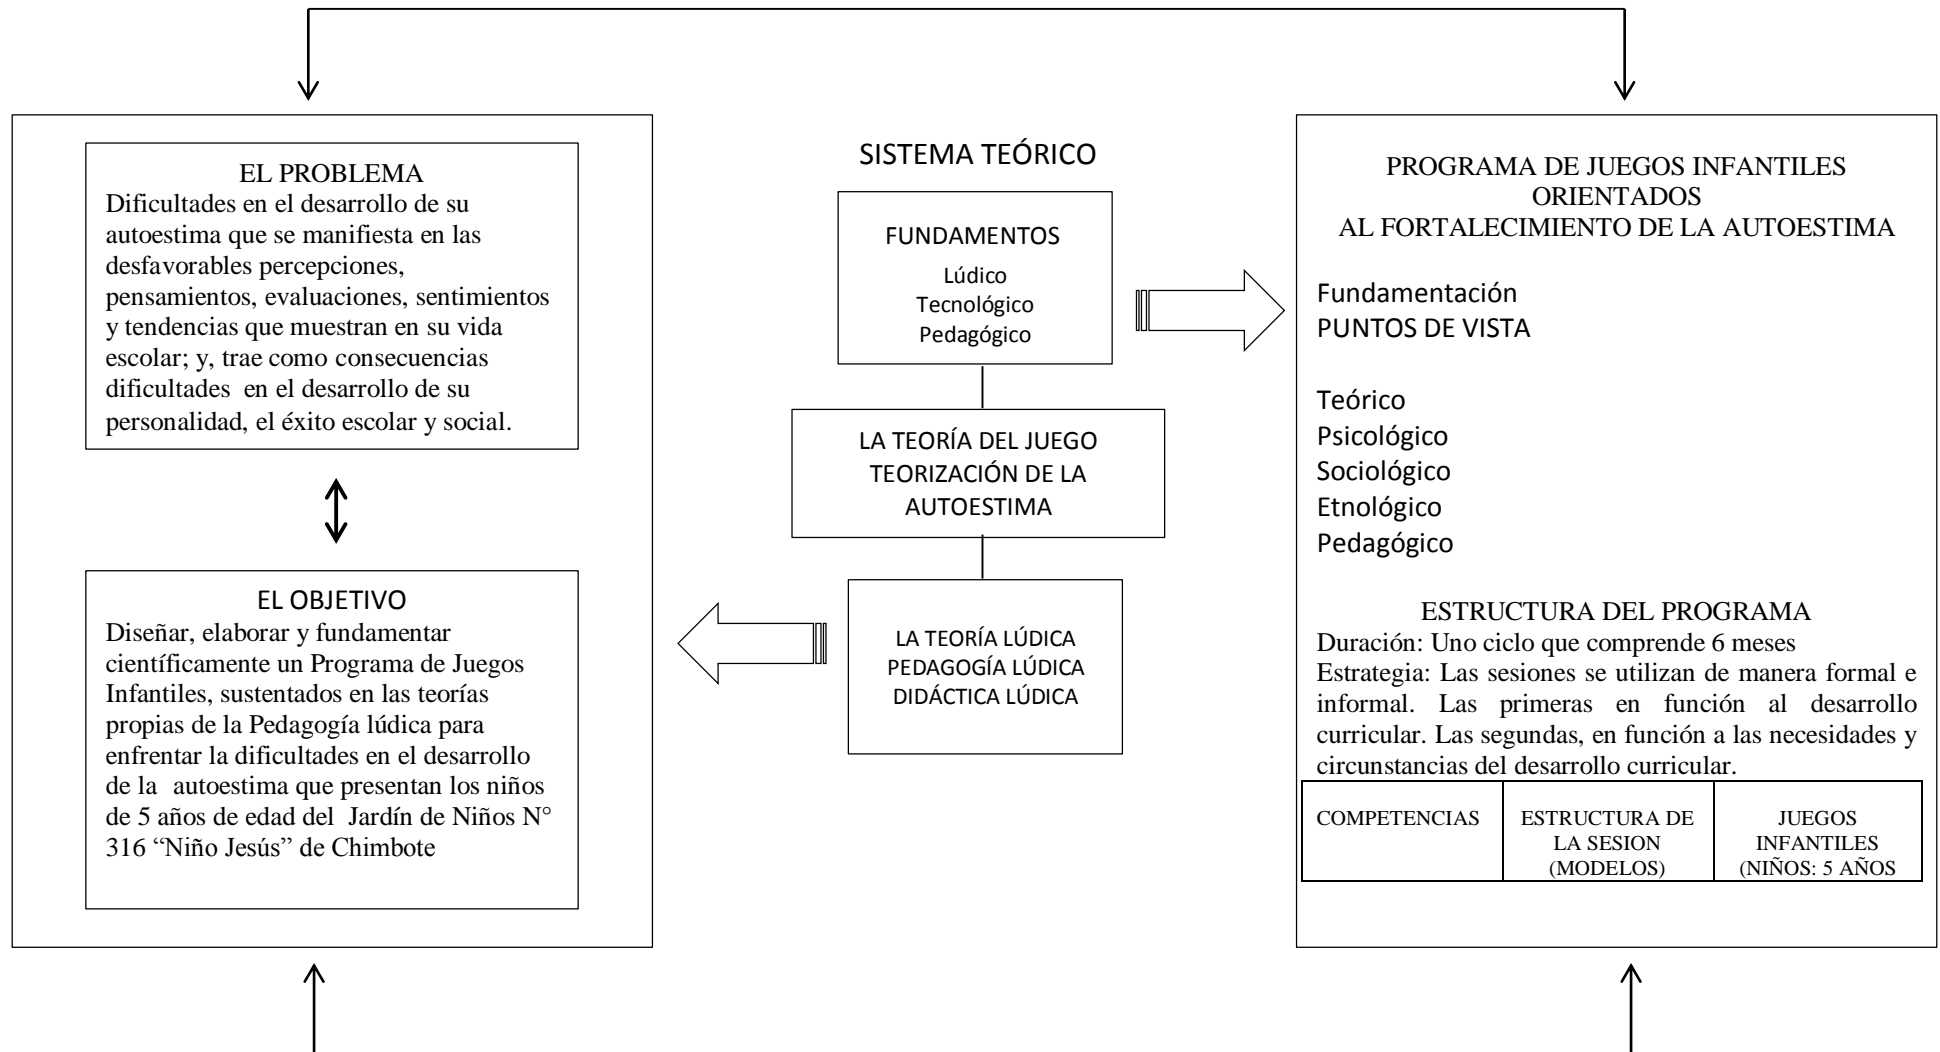 EL PROBLEMA
Dificultades en el desarrollo de su
autoestima que se manifiesta en las
desfavorables percepciones,
pensamientos, evaluaciones, sentimientos
y tendencias que muestran en su vida
escolar; y, trae como consecuencias
dificultades en el desarrollo de su
personalidad, el éxito escolar y social.
EL OBJETIVO
Diseñar, elaborar y fundamentar
científicamente un Programa de Juegos
Infantiles, sustentados en las teorías
propias de la Pedagogía lúdica para
enfrentar la dificultades en el desarrollo
de la autoestima que presentan los niños
de 5 años de edad del Jardín de Niños N°
316 “Niño Jesús” de Chimbote
SISTEMA TEÓRICO
FUNDAMENTOS
Lúdico
Tecnológico
Pedagógico
LA TEORÍA DEL JUEGO
TEORIZACIÓN DE LA
AUTOESTIMA
LA TEORÍA LÚDICA
PEDAGOGÍA LÚDICA
DIDÁCTICA LÚDICA
PROGRAMA DE JUEGOS INFANTILES
ORIENTADOS
AL FORTALECIMIENTO DE LA AUTOESTIMA
Fundamentación
PUNTOS DE VISTA
Teórico
Psicológico
Sociológico
Etnológico
Pedagógico
ESTRUCTURA DEL PROGRAMA
Duración: Uno ciclo que comprende 6 meses
Estrategia: Las sesiones se utilizan de manera formal e
informal. Las primeras en función al desarrollo
curricular. Las segundas, en función a las necesidades y
circunstancias del desarrollo curricular.
COMPETENCIAS
ESTRUCTURA DE
LA SESION
(MODELOS)
JUEGOS
INFANTILES
(NIÑOS: 5 AÑOS